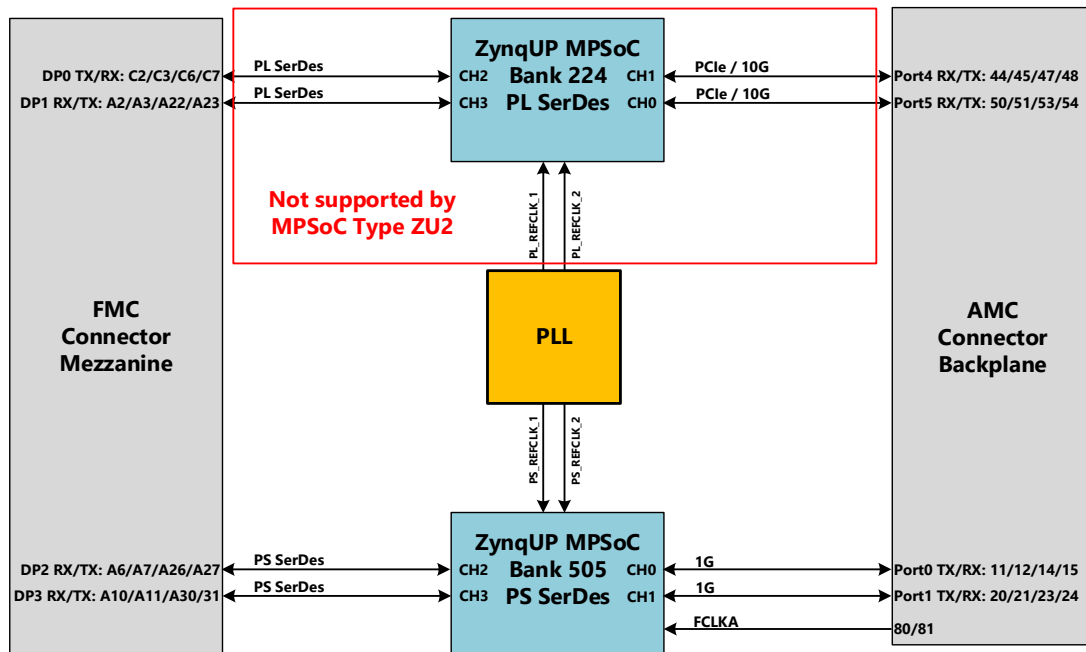 ZynqUP MPSoC
Bank 224
PL SerDes
CH2
CH3
CH1
CH0
DP0 TX/RX: C2/C3/C6/C7
PL SerDes
DP1 RX/TX: A2/A3/A22/A23
PL SerDes
PCIe / 10G
Port4 RX/TX: 44/45/47/48
PCIe / 10G
Port5 RX/TX: 50/51/53/54
Not supported by
MPSoC Type ZU2
PL_REFCLK_1
PL_REFCLK_2
FMC
Connector
Mezzanine
PLL
AMC
Connector
Backplane
PS_REFCLK_1
PS_REFCLK_2
ZynqUP MPSoC
Bank 505
PS SerDes
CH2
CH3
CH0
CH1
DP2 RX/TX: A6/A7/A26/A27
PS SerDes
DP3 RX/TX: A10/A11/A30/31
PS SerDes
1G
Port0 TX/RX: 11/12/14/15
1G
Port1 TX/RX: 20/21/23/24
FCLKA
80/81